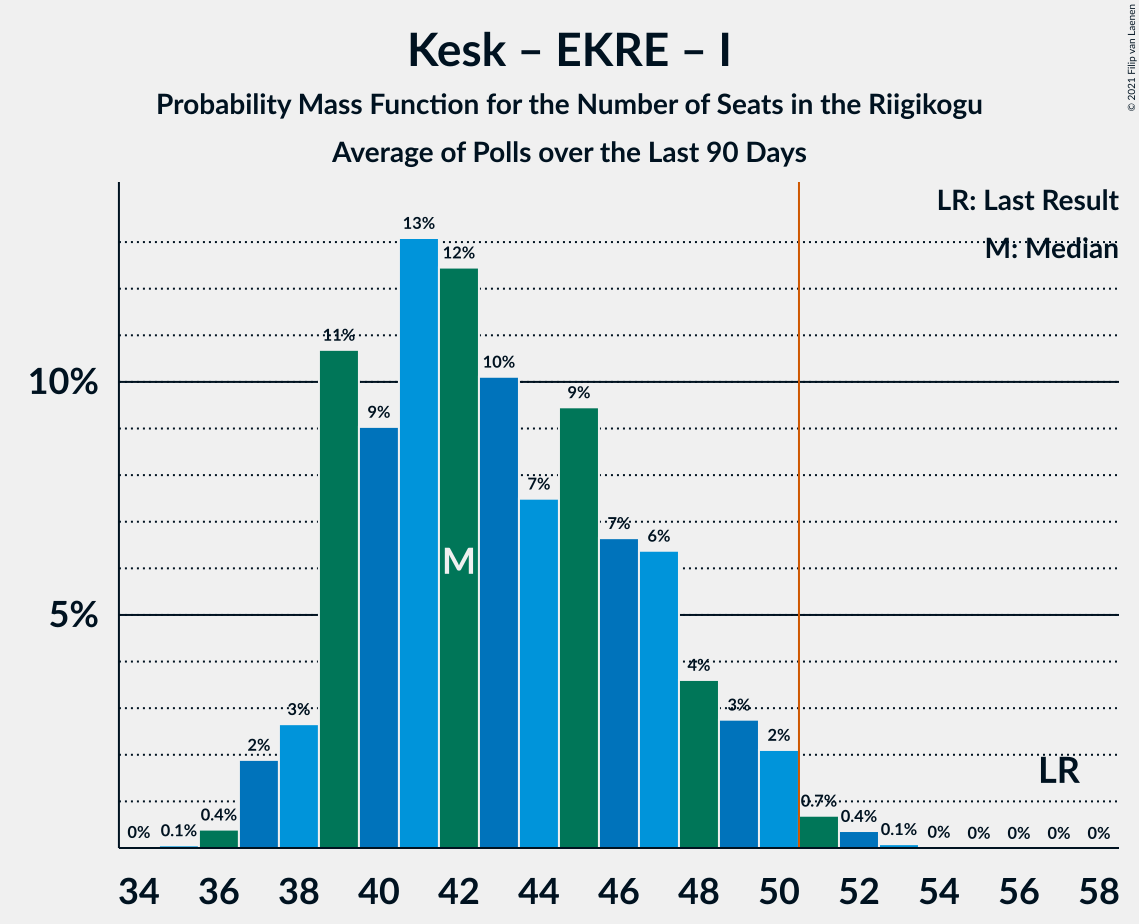 © 2021 Filip van Laenen
Kesk – EKRE – I
Probability Mass Function for the Number of Seats in the Riigikogu
Average of Polls over the Last 90 Days
LR: Last Result
M: Median
10%
5%
0% 0.1% 0.4% 2% 3% 11% 9% 13% 12% 10% 7% 9% 7% 6% 4% 3% 2% 0.7% 0.4% 0.1% 0% 0% 0% 0% 0%
M
LR
34 36 38 40 42 44 46 48 50 52 54 56 58